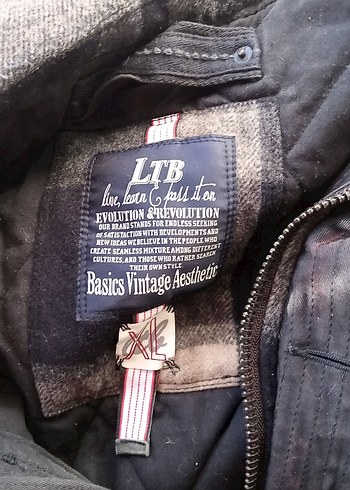 LTB
live, learn & pass it on
EVOLUTION & REVOLUTION
OUR BRAND STANDS FOR ENDLESS SEEKING
OF SATISFACTION WITH DEVELOPMENTS AND
NEW IDEAS WE BELIEVE IN THE PEOPLE WHO
CREATE SEAMLESS MIXTURE AMONG DIFFERENT
CULTURES; AND THOSE WHO RATHER SEARCH
THEIR OWN STYLE
Basics Vintage Aesthetic
XL